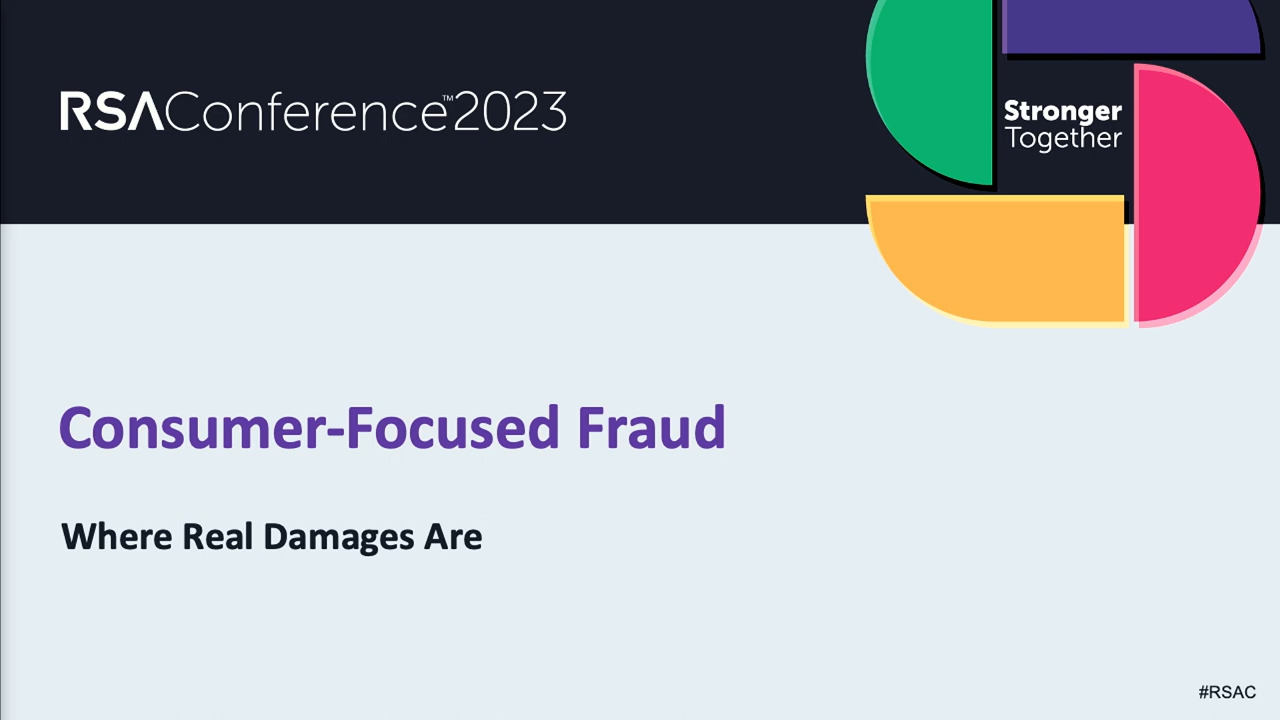 RSAConference™2023
Stronger
Together
Consumer-Focused Fraud
Where Real Damages Are
#RSAC